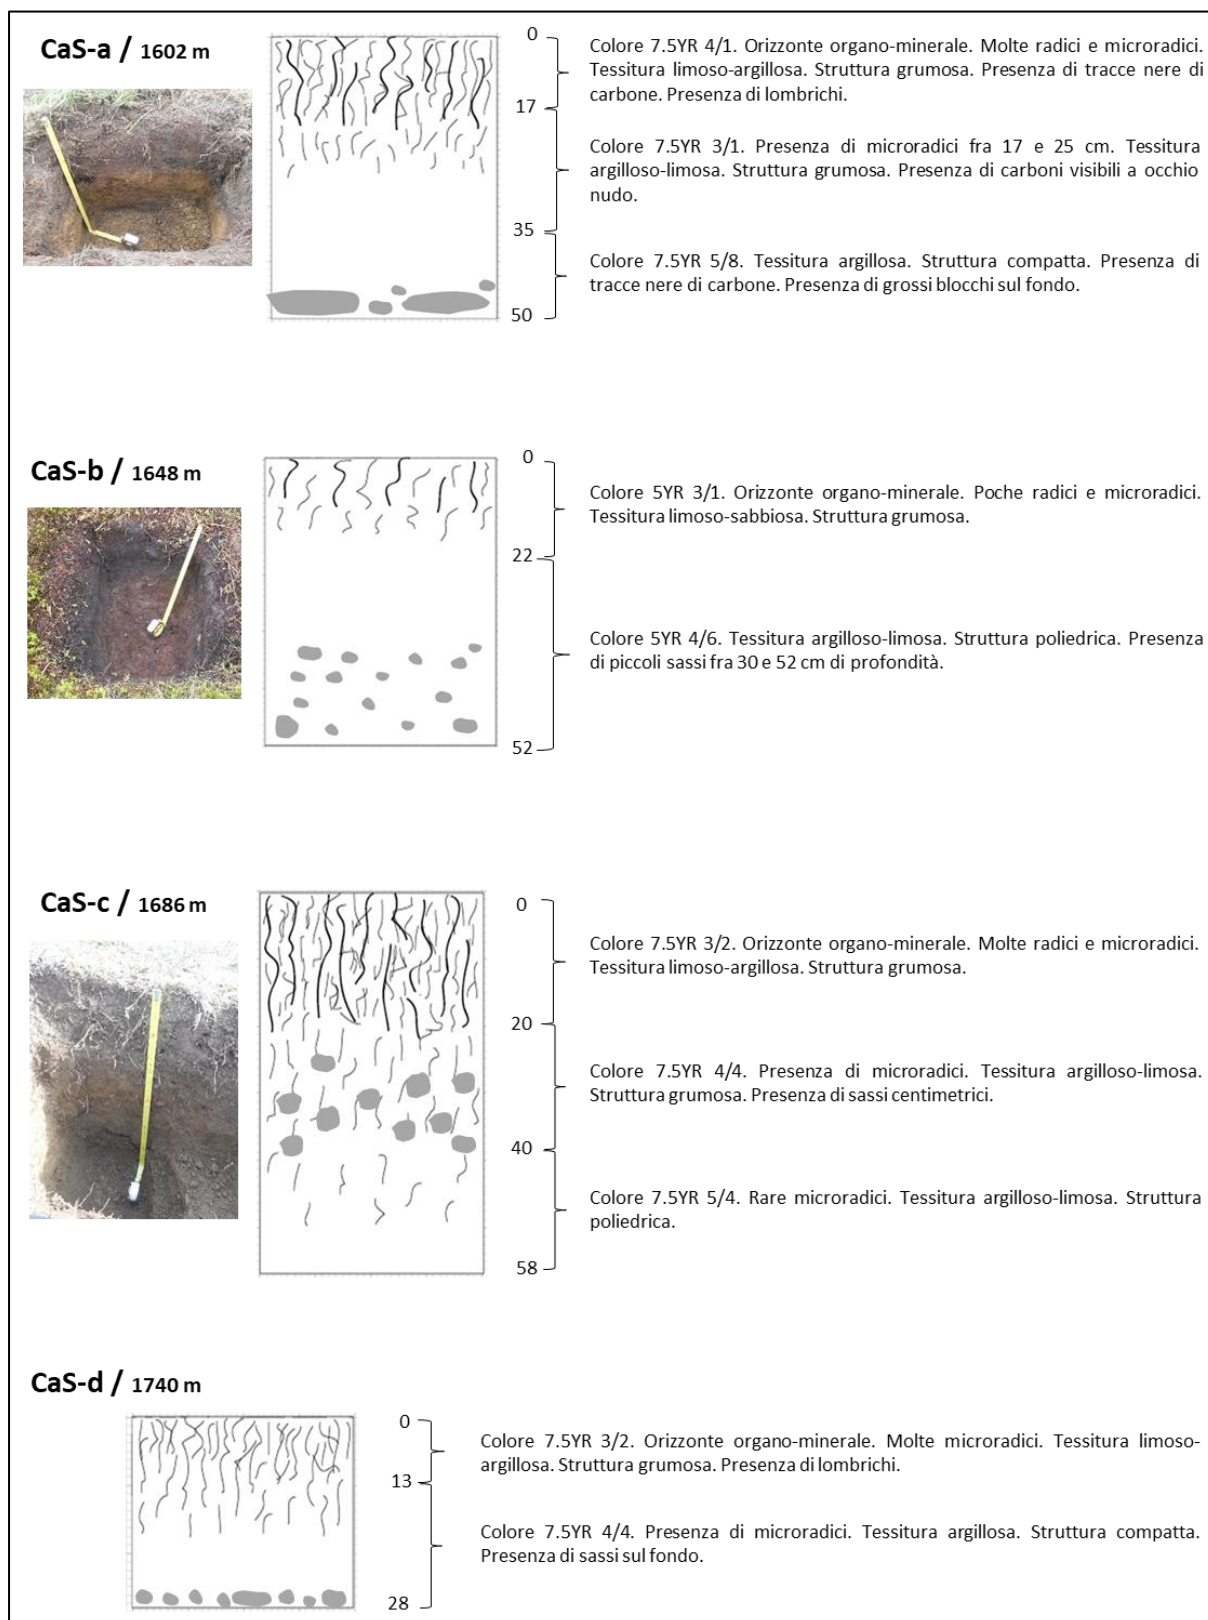 CaS-a / 1602 m
0
Colore 7.5YR 4/1. Orizzonte organo-minerale. Molte radici e microradici.
Tessitura limoso-argillosa. Struttura grumosa. Presenza di tracce nere di
carbone. Presenza di lombrichi.
17
Colore 7.5YR 3/1. Presenza di microradici fra 17 e 25 cm. Tessitura
argilloso-limosa. Struttura grumosa. Presenza di carboni visibili a occhio
nudo.
35
Colore 7.5YR 5/8. Tessitura argillosa. Struttura compatta. Presenza di
tracce nere di carbone. Presenza di grossi blocchi sul fondo.
50
CaS-b / 1648 m
0
Colore 5YR 3/1. Orizzonte organo-minerale. Poche radici e microradici.
Tessitura limoso-sabbiosa. Struttura grumosa.
22
Colore 5YR 4/6. Tessitura argilloso-limosa. Struttura poliedrica. Presenza
di piccoli sassi fra 30 e 52 cm di profondità.
52
CaS-c / 1686 m
0
Colore 7.5YR 3/2. Orizzonte organo-minerale. Molte radici e microradici.
Tessitura limoso-argillosa. Struttura grumosa.
20
Colore 7.5YR 4/4. Presenza di microradici. Tessitura argilloso-limosa.
Struttura grumosa. Presenza di sassi centimetrici.
40
Colore 7.5YR 5/4. Rare microradici. Tessitura argilloso-limosa. Struttura
poliedrica.
58
CaS-d / 1740 m
0
Colore 7.5YR 3/2. Orizzonte organo-minerale. Molte microradici. Tessitura limoso-
argillosa. Struttura grumosa. Presenza di lombrichi.
13
Colore 7.5YR 4/4. Presenza di microradici. Tessitura argillosa. Struttura compatta.
Presenza di sassi sul fondo.
28